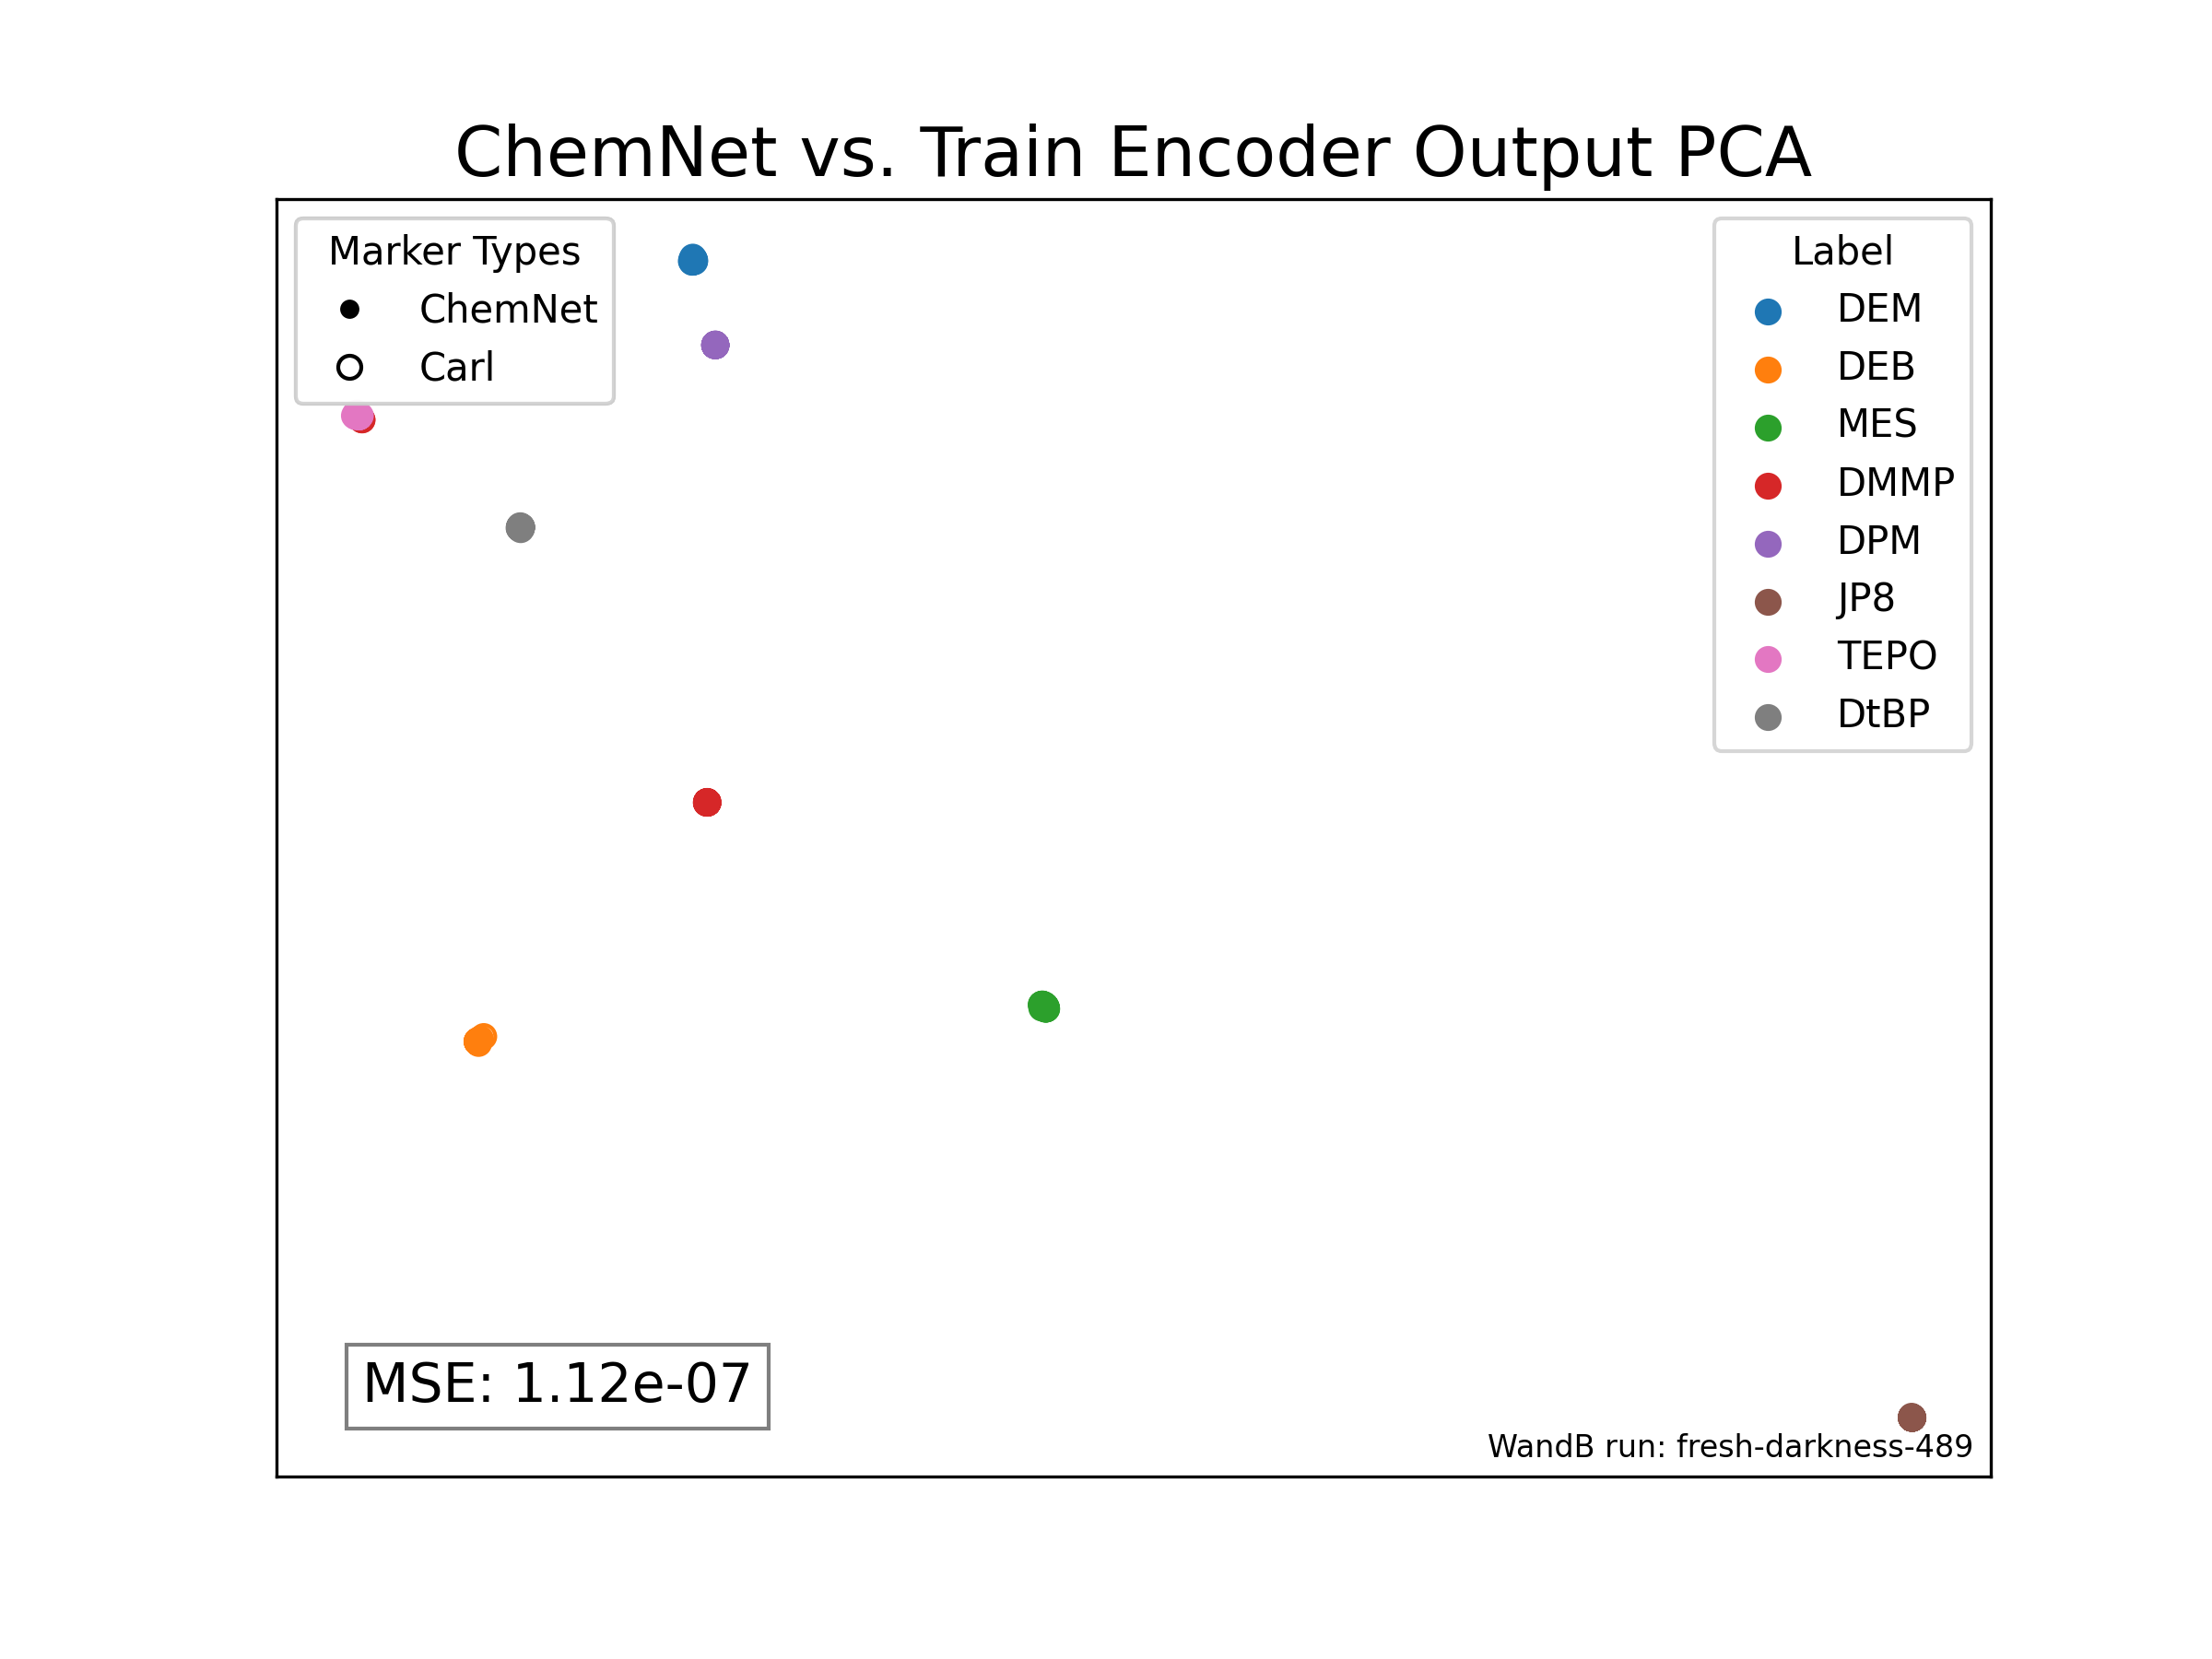 ChemNet vs. Train Encoder Output PCA
Marker Types
ChemNet
Carl
Label
DEM
DEB
MES
DMMP
DPM
JP8
TEPO
DtBP
MSE: 1.12e-07
WandB run: fresh-darkness-489